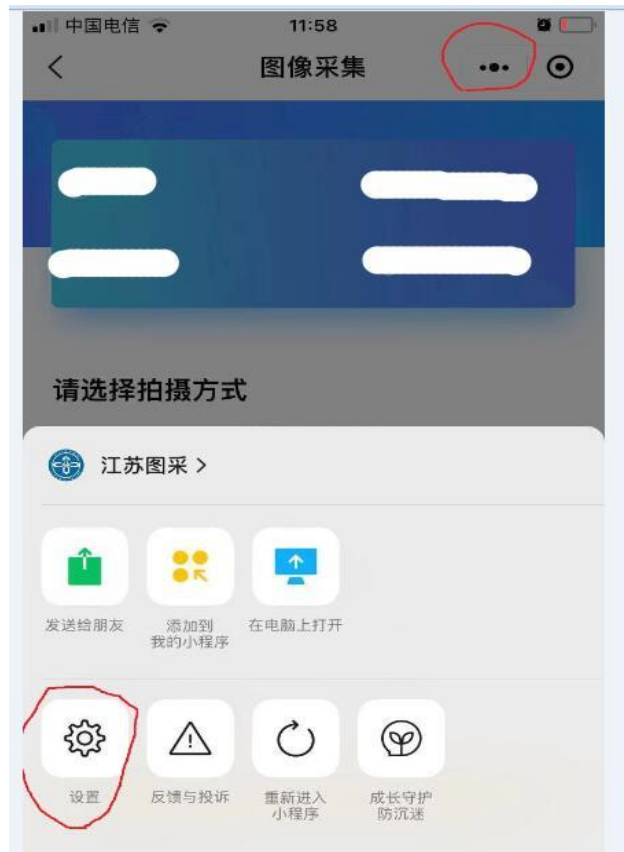 中国电信 11:58
图像采集
请选择拍摄方式
江苏图采 >
发送给朋友
添加到
我的小程序
在电脑上打开
设置
反馈与投诉
重新进入
小程序
成长守护
防沉迷